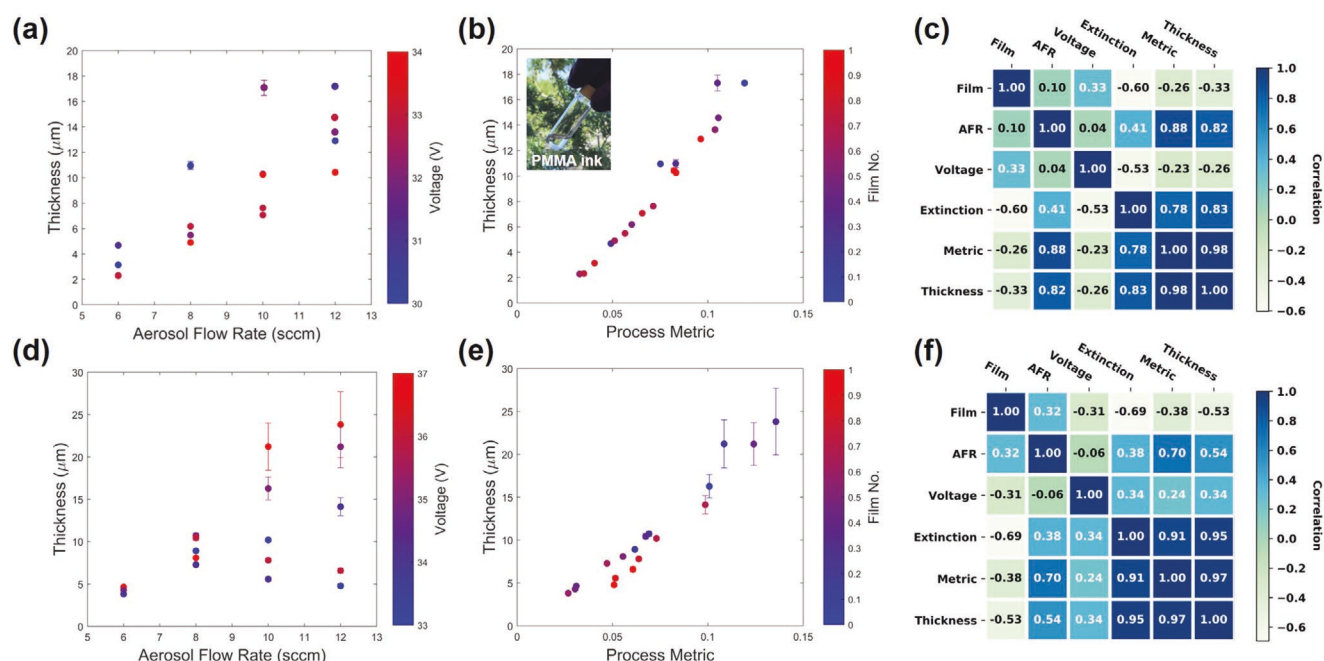 (a)
20
18
16
14
12
10
8
6
4
2
0
Thickness (μm)
5 6 7 8 9 10 11 12 13
Aerosol Flow Rate (sccm)
34
33
32
31
30
Voltage (V)
(b)
20
18
16
14
12
10
8
6
4
2
0
Thickness (μm)
PMMA ink
0 0.05 0.1 0.15
Process Metric
1
0.9
0.8
0.7
0.6
0.5
0.4
0.3
0.2
0.1
0
Film No.
(c)
Film AFR Voltage Extinction Metric Thickness
Film 1.00 0.10 0.33 -0.60 -0.26 -0.33
AFR 0.10 1.00 0.04 0.41 0.88 0.82
Voltage 0.33 0.04 1.00 -0.53 -0.23 -0.26
Extinction -0.60 0.41 -0.53 1.00 0.78 0.83
Metric -0.26 0.88 -0.23 0.78 1.00 0.98
Thickness -0.33 0.82 -0.26 0.83 0.98 1.00
1.0
0.8
0.6
0.4
0.2
0.0
-0.2
-0.4
-0.6
Correlation
(d)
30
25
20
15
10
5
0
Thickness (μm)
5 6 7 8 9 10 11 12 13
Aerosol Flow Rate (sccm)
37
36
35
34
33
Voltage (V)
(e)
30
25
20
15
10
5
0
Thickness (μm)
0 0.05 0.1 0.15
Process Metric
1
0.9
0.8
0.7
0.6
0.5
0.4
0.3
0.2
0.1
0
Film No.
(f)
Film AFR Voltage Extinction Metric Thickness
Film 1.00 0.32 -0.31 -0.69 -0.38 -0.53
AFR 0.32 1.00 -0.06 0.38 0.70 0.54
Voltage -0.31 -0.06 1.00 0.34 0.24 0.34
Extinction -0.69 0.38 0.34 1.00 0.91 0.95
Metric -0.38 0.70 0.24 0.91 1.00 0.97
Thickness -0.53 0.54 0.34 0.95 0.97 1.00
1.0
0.8
0.6
0.4
0.2
0.0
-0.2
-0.4
-0.6
Correlation